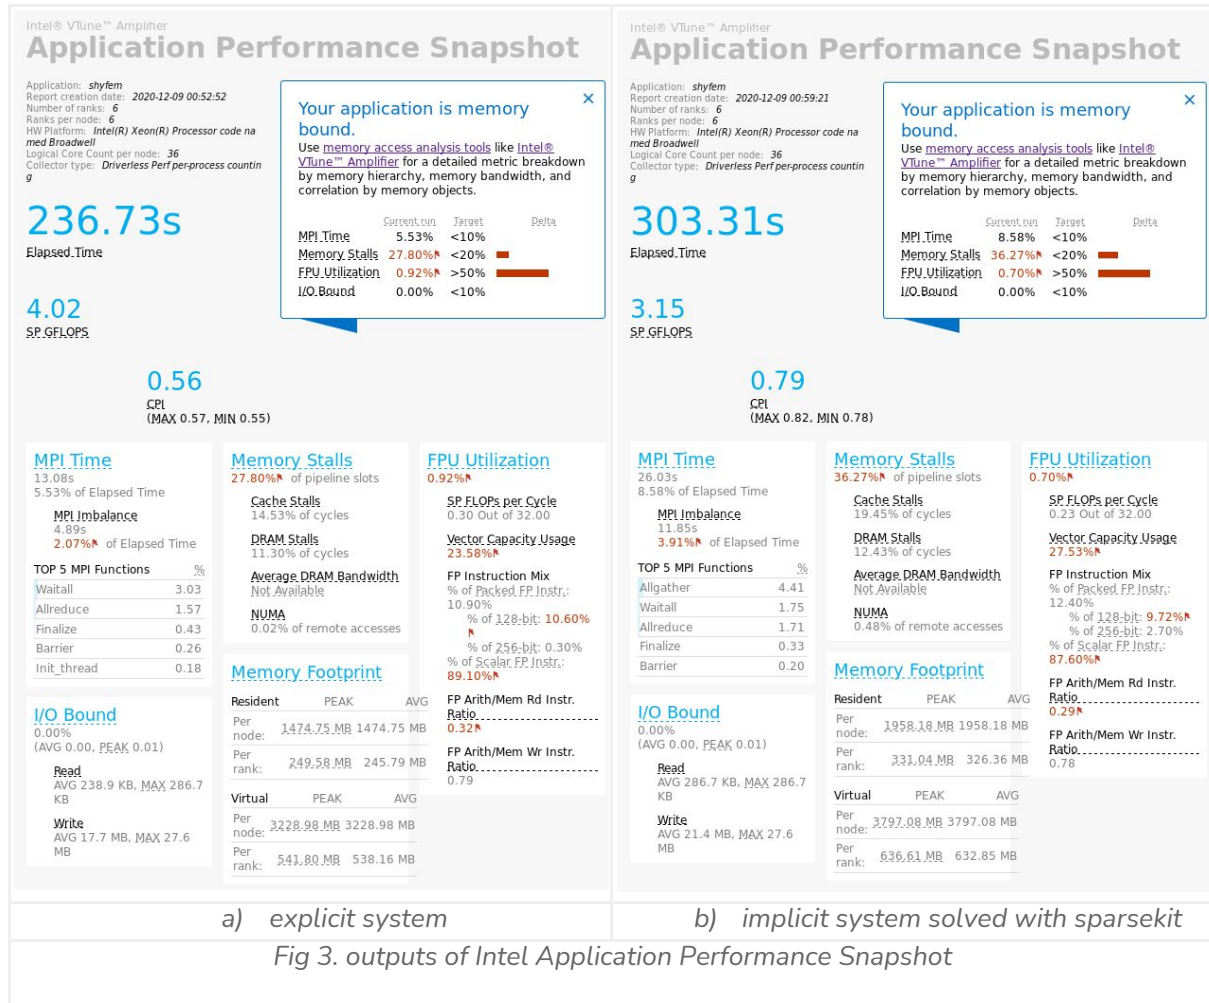 Intel® VTune™ Amplifier
Application Performance Snapshot
Application: shyfem
Report creation date: 2020-12-09 00:52:52
Number of ranks: 6
Ranks per node: 6
HW Platform: Intel(R) Xeon(R) Processor code na
med Broadwell
Logical Core Count per node: 36
Collector type: Driverless Perf per-process countin
g
236.73s
Elapsed Time
4.02
SP GFLOPS
0.56
CPI
(MAX 0.57, MIN 0.55)
Your application is memory
bound.
Use memory access analysis tools like Intel®
VTune™ Amplifier for a detailed metric breakdown
by memory hierarchy, memory bandwidth, and
correlation by memory objects.
Current run Target Delta
MPI Time 5.53% <10%
Memory Stalls 27.80% <20%
FPU Utilization 0.92% >50%
I/O Bound 0.00% <10%
MPI Time
13.08s
5.53% of Elapsed Time
MPI Imbalance
4.89s
2.07% of Elapsed Time
TOP 5 MPI Functions %
Waitall 3.03
Allreduce 1.57
Finalize 0.43
Barrier 0.26
Init_thread 0.18
I/O Bound
0.00%
(AVG 0.00, PEAK 0.01)
Read
AVG 238.9 KB, MAX 286.7
KB
Write
AVG 17.7 MB, MAX 27.6
MB
Memory Stalls
27.80% of pipeline slots
Cache Stalls
14.53% of cycles
DRAM Stalls
11.30% of cycles
Average DRAM Bandwidth
Not Available
NUMA
0.02% of remote accesses
Memory Footprint
Resident PEAK AVG
Per
node: 1474.75 MB 1474.75 MB
Per
rank: 249.58 MB 245.79 MB
Virtual PEAK AVG
Per
node: 3228.98 MB 3228.98 MB
Per
rank: 541.80 MB 538.16 MB
FPU Utilization
0.92%
SP FLOPs per Cycle
0.30 Out of 32.00
Vector Capacity Usage
23.58%
FP Instruction Mix
% of Packed FP Instr.:
10.90%
% of 128-bit: 10.60%
% of 256-bit: 0.30%
% of Scalar FP Instr.:
89.10%
FP Arith/Mem Rd Instr.
Ratio
0.32
FP Arith/Mem Wr Instr.
Ratio
0.79
a) explicit system
Intel® VTune™ Amplifier
Application Performance Snapshot
Application: shyfem
Report creation date: 2020-12-09 00:59:21
Number of ranks: 6
Ranks per node: 6
HW Platform: Intel(R) Xeon(R) Processor code na
med Broadwell
Logical Core Count per node: 36
Collector type: Driverless Perf per-process countin
g
303.31s
Elapsed Time
3.15
SP GFLOPS
0.79
CPI
(MAX 0.82, MIN 0.78)
Your application is memory
bound.
Use memory access analysis tools like Intel®
VTune™ Amplifier for a detailed metric breakdown
by memory hierarchy, memory bandwidth, and
correlation by memory objects.
Current run Target Delta
MPI Time 8.58% <10%
Memory Stalls 36.27% <20%
FPU Utilization 0.70% >50%
I/O Bound 0.00% <10%
MPI Time
26.03s
8.58% of Elapsed Time
MPI Imbalance
11.85s
3.91% of Elapsed Time
TOP 5 MPI Functions %
Allgather 4.41
Waitall 1.75
Allreduce 1.71
Finalize 0.33
Barrier 0.20
I/O Bound
0.00%
(AVG 0.00, PEAK 0.01)
Read
AVG 286.7 KB, MAX 286.7
KB
Write
AVG 21.4 MB, MAX 27.6
MB
Memory Stalls
36.27% of pipeline slots
Cache Stalls
19.45% of cycles
DRAM Stalls
12.43% of cycles
Average DRAM Bandwidth
Not Available
NUMA
0.48% of remote accesses
Memory Footprint
Resident PEAK AVG
Per
node: 1958.18 MB 1958.18 MB
Per
rank: 331.04 MB 326.36 MB
Virtual PEAK AVG
Per
node: 3797.08 MB 3797.08 MB
Per
rank: 636.61 MB 632.85 MB
FPU Utilization
0.70%
SP FLOPs per Cycle
0.23 Out of 32.00
Vector Capacity Usage
27.53%
FP Instruction Mix
% of Packed FP Instr.:
12.40%
% of 128-bit: 9.72%
% of 256-bit: 2.70%
% of Scalar FP Instr.:
87.60%
FP Arith/Mem Rd Instr.
Ratio
0.29
FP Arith/Mem Wr Instr.
Ratio
0.78
b) implicit system solved with sparsekit
Fig 3. outputs of Intel Application Performance Snapshot